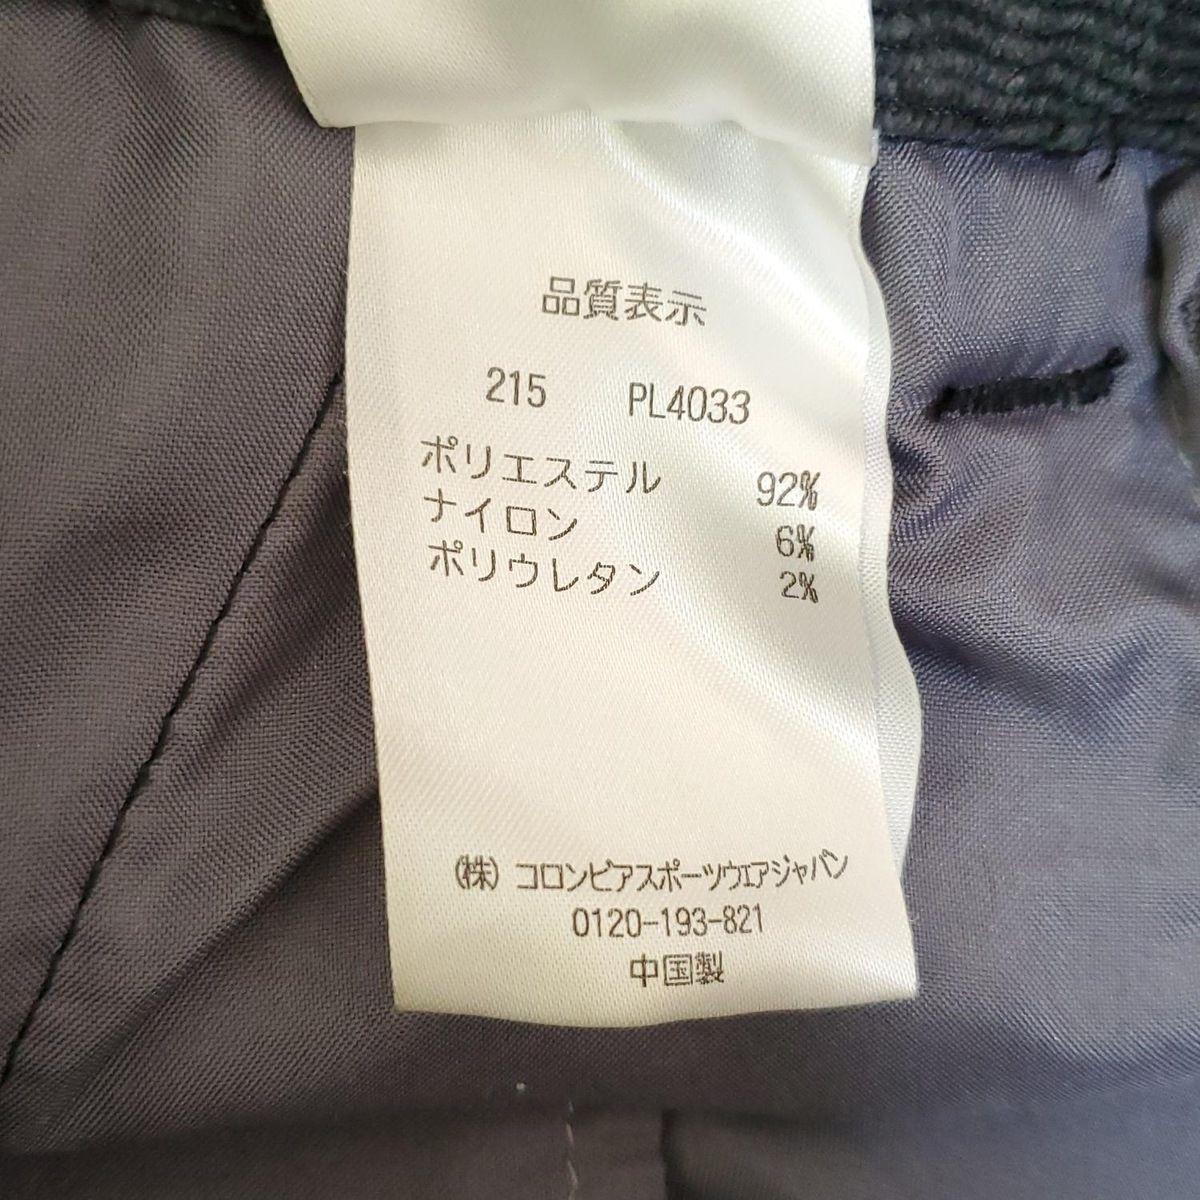 品質表示
215 PL4033
ポリエステル 92%
ナイロン 6%
ポリウレタン 2%
(株) コロンビアスポーツウェアジャパン
0120-193-821
中国製